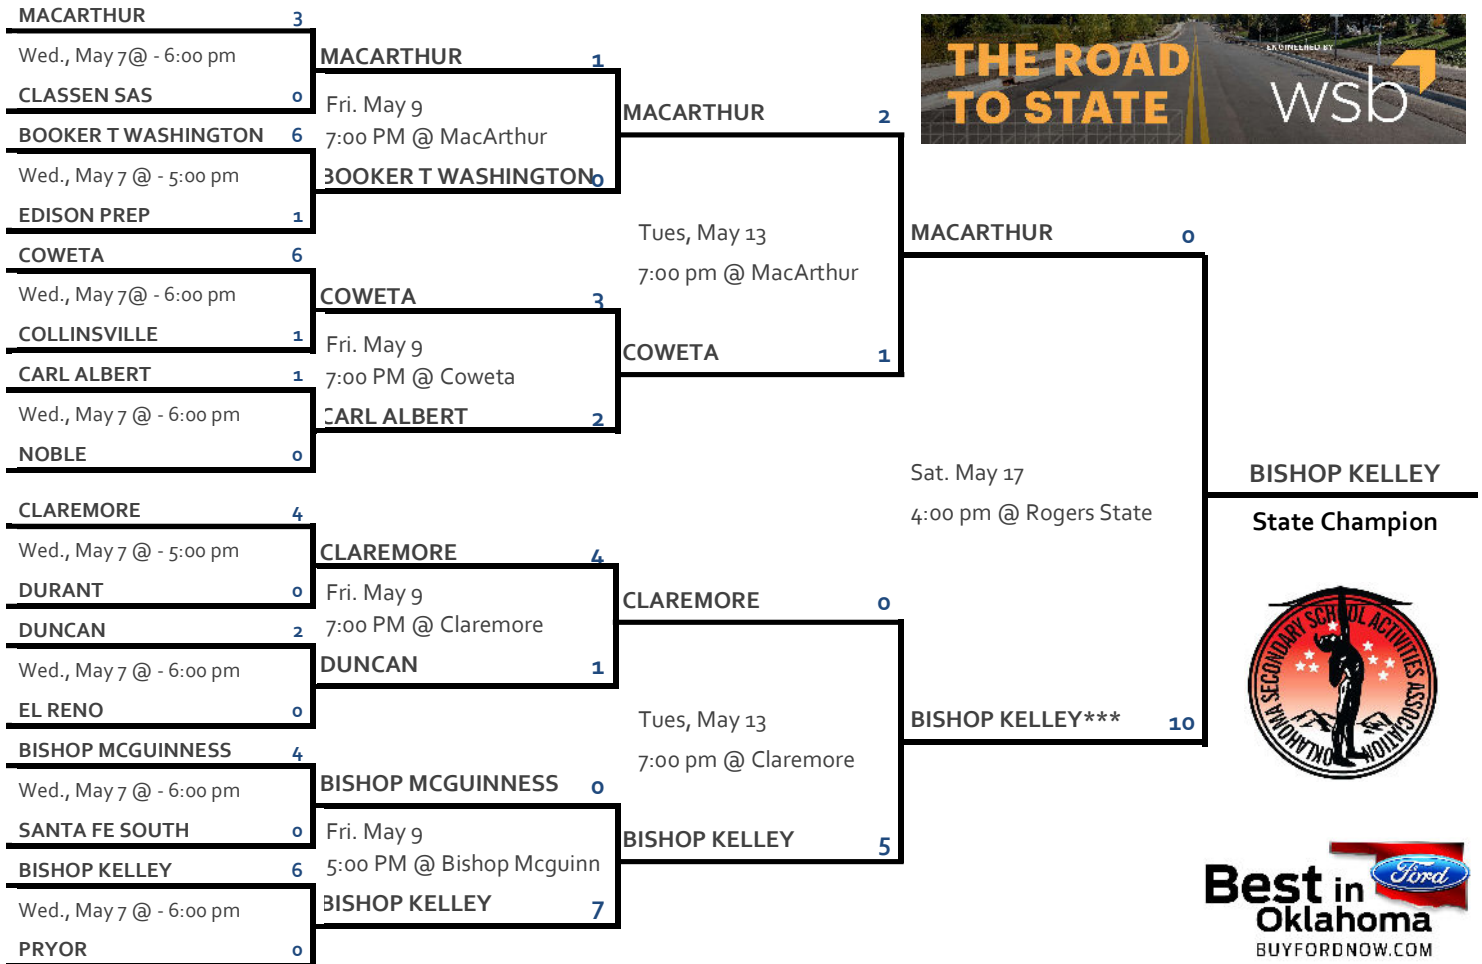 MACARTHUR 3
Wed., May 7@ - 6:00 pm
CLASSEN SAS 0
BOOKER T WASHINGTON 6
Wed., May 7 @ - 5:00 pm
EDISON PREP 1
COWETA 6
Wed., May 7@ - 6:00 pm
COLLINSVILLE 1
CARL ALBERT 1
Wed., May 7 @ - 6:00 pm
NOBLE 0
CLAREMORE 4
Wed., May 7 @ - 5:00 pm
DURANT 0
DUNCAN 2
Wed., May 7 @ - 6:00 pm
EL RENO 0
BISHOP MCGUINNESS 4
Wed., May 7 @ - 6:00 pm
SANTA FE SOUTH 0
BISHOP KELLEY 6
Wed., May 7 @ - 6:00 pm
PRYOR 0
MACARTHUR 1
Fri. May 9
7:00 PM @ MacArthur
BOOKER T WASHINGTON 0
COWETA 3
Fri. May 9
7:00 PM @ Coweta
CARL ALBERT 2
CLAREMORE 4
Fri. May 9
7:00 PM @ Claremore
DUNCAN 1
BISHOP MCGUINNESS 0
Fri. May 9
5:00 PM @ Bishop Mcguinn
BISHOP KELLEY 7
MACARTHUR 2
Tues, May 13
7:00 pm @ MacArthur
COWETA 1
CLAREMORE 0
Tues, May 13
7:00 pm @ Claremore
BISHOP KELLEY 5
MACARTHUR 0
Sat. May 17
4:00 pm @ Rogers State
BISHOP KELLEY*** 10
BISHOP KELLEY
State Champion
THE ROAD
TO STATE
ENGINEERED BY
wsb
OKLAHOMA SECONDARY SCHOOL ACTIVITIES ASSOCIATION
Best in
Ford
Oklahoma
BUYFORDNOW.COM